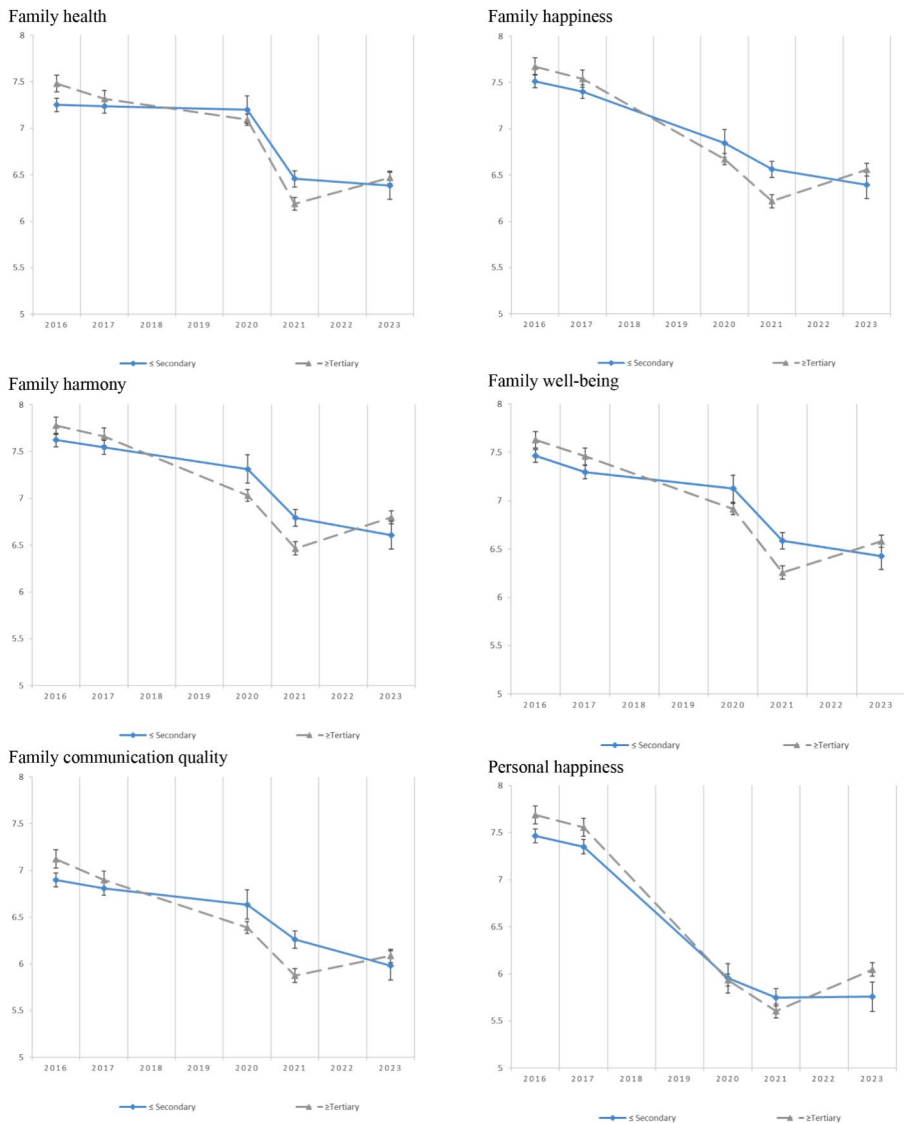 Family health
8
7.5
7
6.5
6
5.5
5
2016 2017 2018 2019 2020 2021 2022 2023
≤ Secondary ≥Tertiary
Family happiness
8
7.5
7
6.5
6
5.5
5
2016 2017 2018 2019 2020 2021 2022 2023
≤ Secondary ≥Tertiary
Family harmony
8
7.5
7
6.5
6
5.5
5
2016 2017 2018 2019 2020 2021 2022 2023
≤ Secondary ≥Tertiary
Family well-being
8
7.5
7
6.5
6
5.5
5
2016 2017 2018 2019 2020 2021 2022 2023
≤ Secondary ≥Tertiary
Family communication quality
8
7.5
7
6.5
6
5.5
5
2016 2017 2018 2019 2020 2021 2022 2023
≤ Secondary ≥Tertiary
Personal happiness
8
7.5
7
6.5
6
5.5
5
2016 2017 2018 2019 2020 2021 2022 2023
≤ Secondary ≥Tertiary